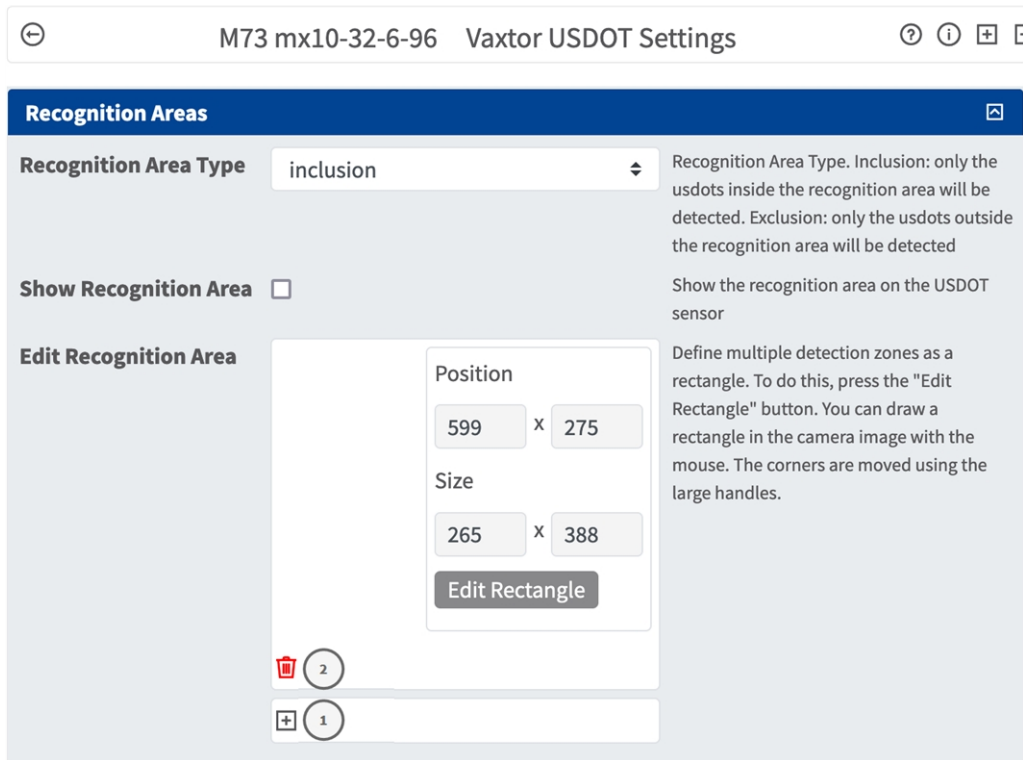 M73 mx10-32-6-96 Vaxtor USDOT Settings
Recognition Areas
Recognition Area Type
inclusion
Recognition Area Type. Inclusion: only the
usdots inside the recognition area will be
detected. Exclusion: only the usdots outside
the recognition area will be detected
Show Recognition Area
Show the recognition area on the USDOT
sensor
Edit Recognition Area
Position
599 x 275
Size
265 x 388
Edit Rectangle
2
1
Define multiple detection zones as a
rectangle. To do this, press the "Edit
Rectangle" button. You can draw a
rectangle in the camera image with the
mouse. The corners are moved using the
large handles.